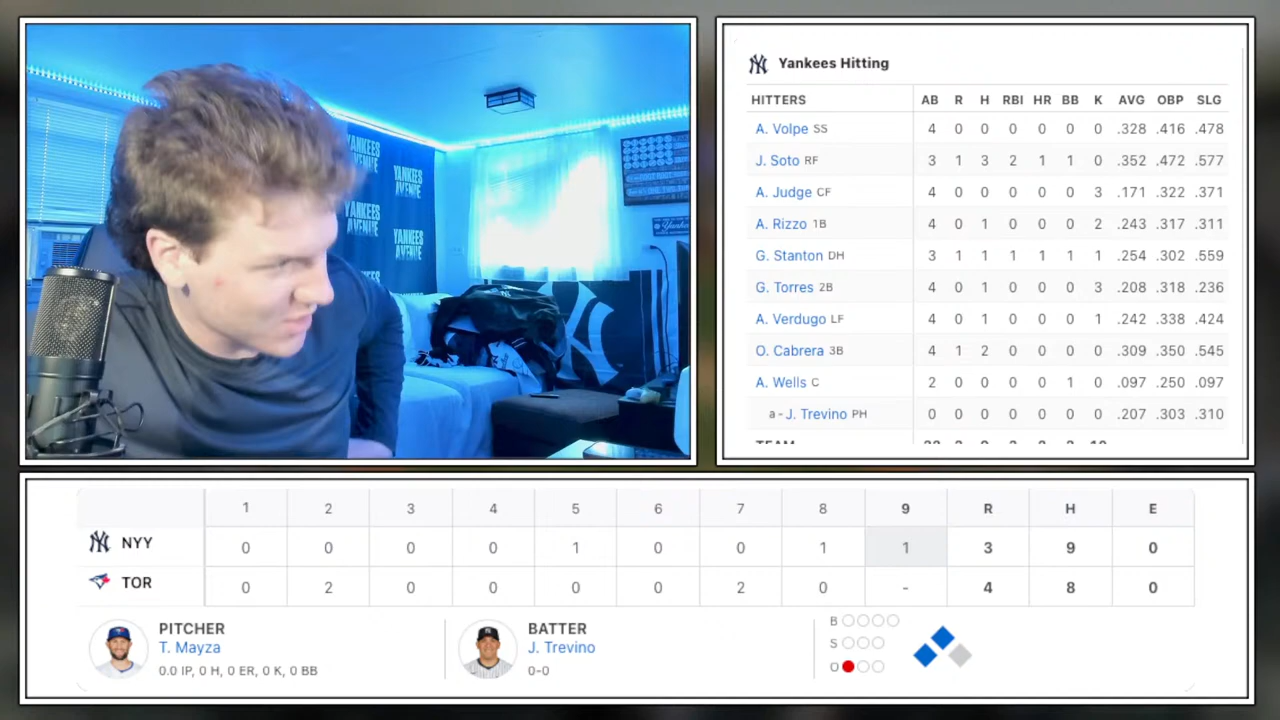 YANKEES AVENUE
YANKEES AVENUE
YANKEES AVENUE
YANKEES AVENUE
Yankees Hitting
HITTERS AB R H RBI HR BB K AVG OBP SLG
A. Volpe SS 4 0 0 0 0 0 0 .328 .416 .478
J. Soto RF 3 1 3 2 1 1 0 .352 .472 .577
A. Judge CF 4 0 0 0 0 0 3 .171 .322 .371
A. Rizzo 1B 4 0 1 0 0 0 2 .243 .317 .311
G. Stanton DH 3 1 1 1 1 1 1 .254 .302 .559
G. Torres 2B 4 0 1 0 0 0 3 .208 .318 .236
A. Verdugo LF 4 0 1 0 0 0 1 .242 .338 .424
O. Cabrera 3B 4 1 2 0 0 0 0 .309 .350 .545
A. Wells C 2 0 0 0 0 1 0 .097 .250 .097
a - J. Trevino PH 0 0 0 0 0 0 0 .207 .303 .310
TEAM
1 2 3 4 5 6 7 8 9 R H E
NYY 0 0 0 0 1 0 0 1 1 3 9 0
TOR 0 2 0 0 0 0 2 0 - 4 8 0
PITCHER
T. Mayza
0.0 IP, 0 H, 0 ER, 0 K, 0 BB
BATTER
J. Trevino
0-0
B
S
O